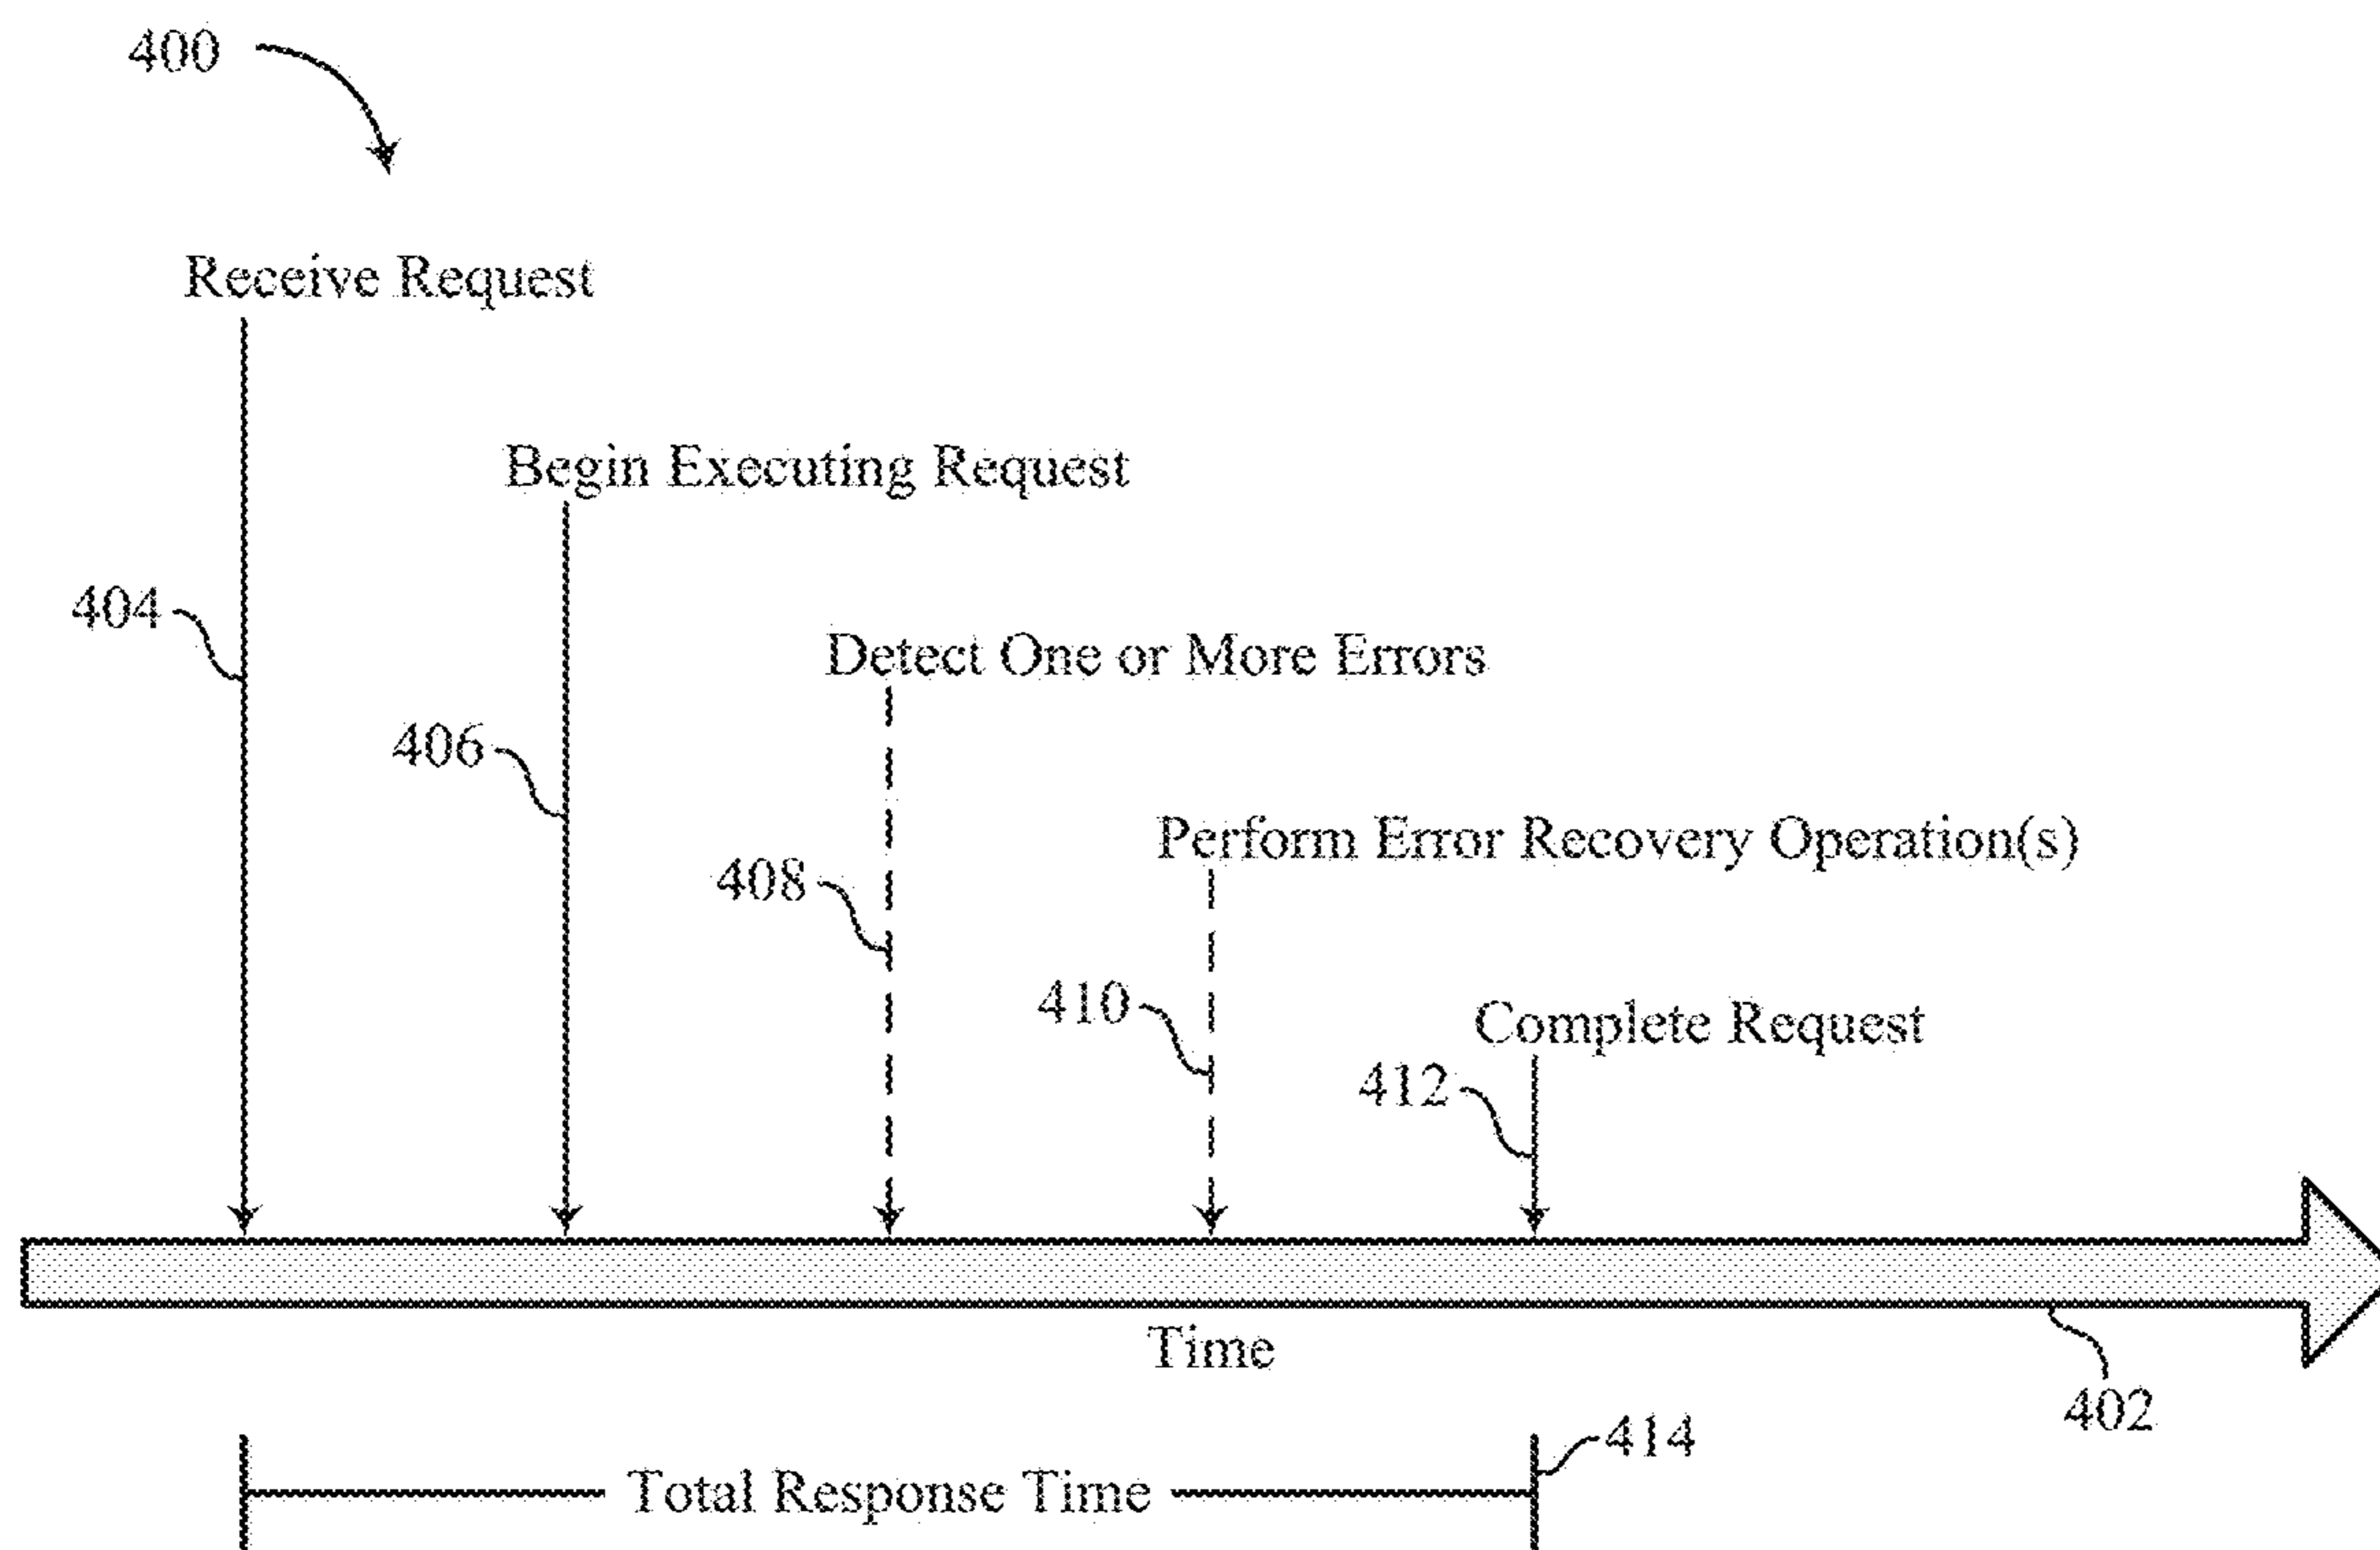 400
Receive Request
Begin Executing Request
404
Detect One or More Errors
406
Perform Error Recovery Operation(s)
408
410
Complete Request
412
Time
402
414
Total Response Time